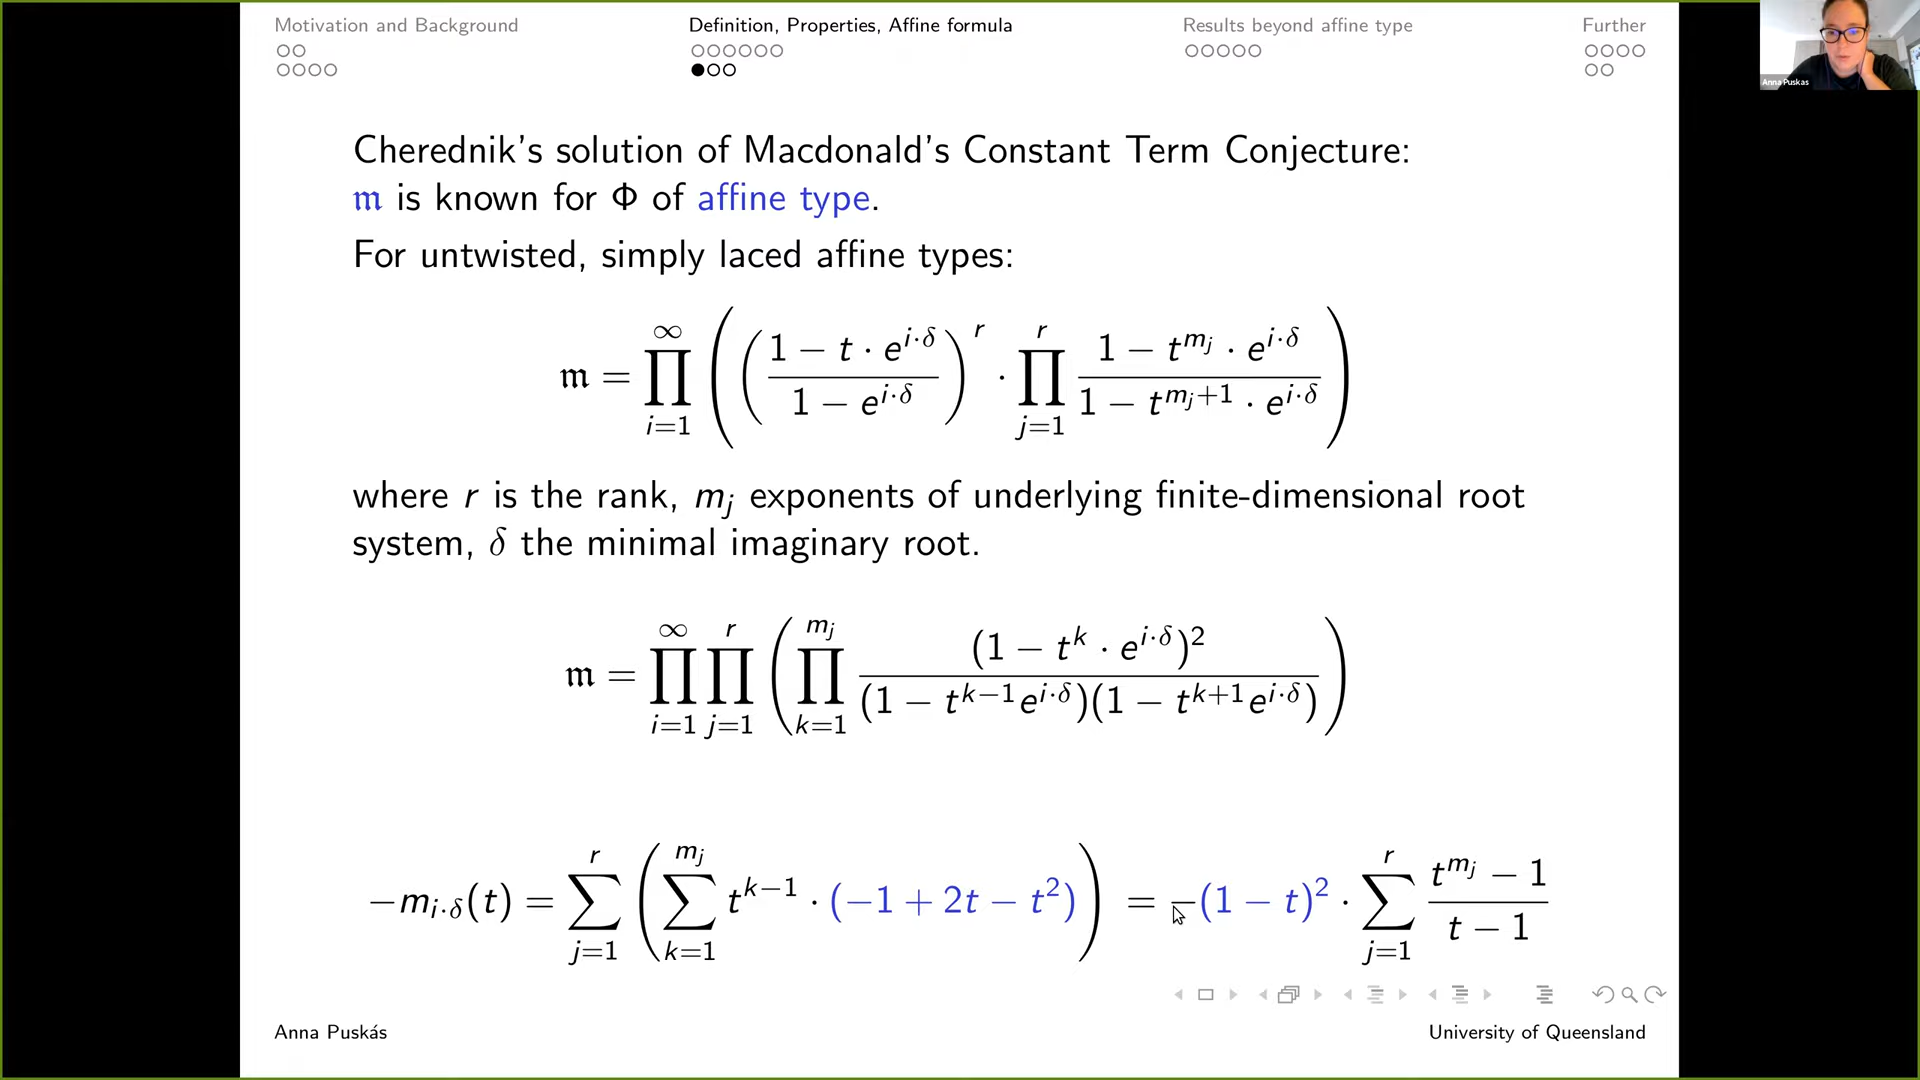 Motivation and Background
Definition, Properties, Affine formula
Results beyond affine type
Further
Anna Puskas
Cherednik's solution of Macdonald's Constant Term Conjecture:
𝔪 is known for Φ of affine type.
For untwisted, simply laced affine types:
𝔪 = ∏_{i=1}^{∞} ( ( (1 − t · e^{i·δ}) / (1 − e^{i·δ}) )^r · ∏_{j=1}^{r} (1 − t^{m_j} · e^{i·δ}) / (1 − t^{m_j+1} · e^{i·δ}) )
where r is the rank, m_j exponents of underlying finite-dimensional root
system, δ the minimal imaginary root.
𝔪 = ∏_{i=1}^{∞} ∏_{j=1}^{r} ( ∏_{k=1}^{m_j} (1 − t^k · e^{i·δ})^2 / ((1 − t^{k−1}e^{i·δ})(1 − t^{k+1}e^{i·δ})) )
−m_{i·δ}(t) = ∑_{j=1}^{r} ( ∑_{k=1}^{m_j} t^{k−1} · (−1 + 2t − t^2) ) = −(1 − t)^2 · ∑_{j=1}^{r} (t^{m_j} − 1) / (t − 1)
Anna Puskás
University of Queensland